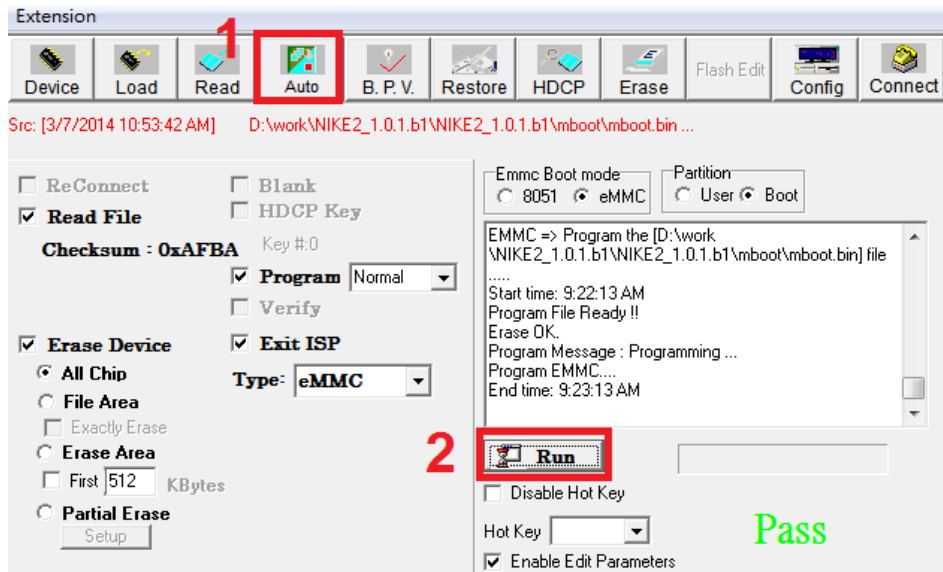 Extension
1
Device Load Read Auto B. P. V. Restore HDCP Erase Flash Edit Config Connect
Src: [3/7/2014 10:53:42 AM] D:\work\NIKE2_1.0.1.b1\NIKE2_1.0.1.b1\mboot\mboot.bin ...
ReConnect
Read File
Checksum : 0xAFBA
Blank
HDCP Key
Key #:0
Program Normal
Verify
Erase Device
Exit ISP
All Chip
Type: eMMC
File Area
Exactly Erase
Erase Area
First 512 KBytes
Partial Erase
Setup
Emmc Boot mode
8051 eMMC
Partition
User Boot
EMMC => Program the [D:\work
\NIKE2_1.0.1.b1\NIKE2_1.0.1.b1\mboot\mboot.bin] file
.....
Start time: 9:22:13 AM
Program File Ready !!
Erase OK.
Program Message : Programming ...
Program EMMC....
End time: 9:23:13 AM
2
Run
Disable Hot Key
Hot Key
Pass
Enable Edit Parameters